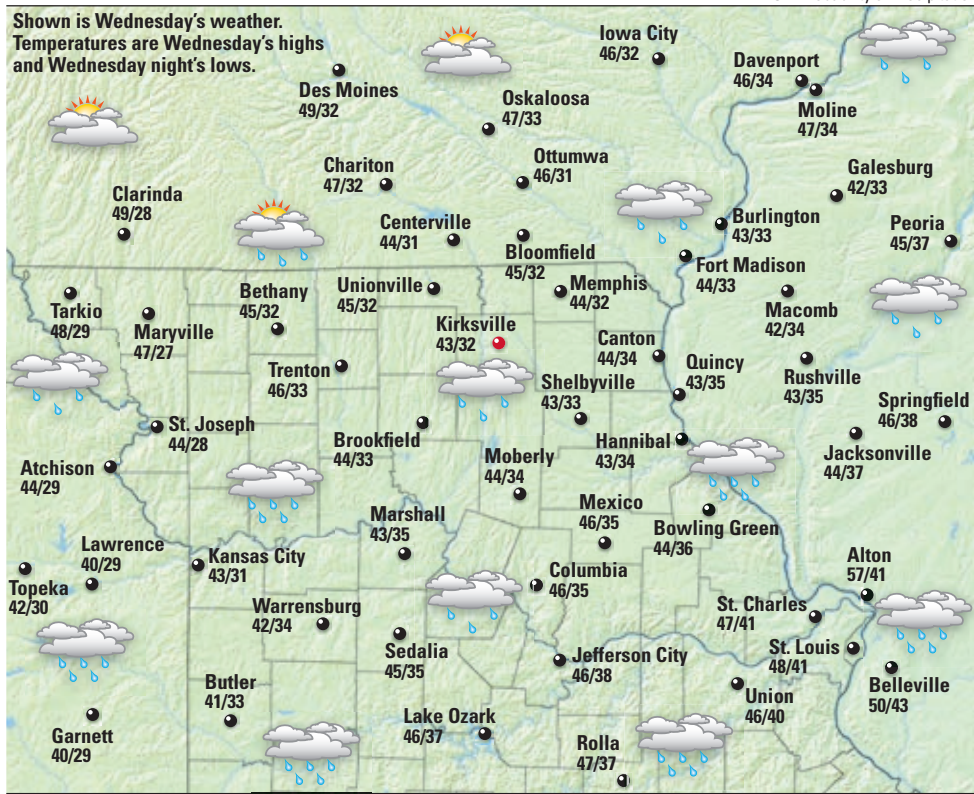 Shown is Wednesday's weather.
Temperatures are Wednesday's highs
and Wednesday night's lows.
Iowa City
46/32
Davenport
46/34
Des Moines
49/32
Moline
47/34
Oskaloosa
47/33
Ottumwa
46/31
Chariton
47/32
Galesburg
42/33
Clarinda
49/28
Centerville
44/31
Burlington
43/33
Peoria
45/37
Bloomfield
45/32
Fort Madison
44/33
Tarkio
48/29
Maryville
47/27
Bethany
45/32
Unionville
45/32
Memphis
44/32
Macomb
42/34
Kirksville
43/32
Canton
44/34
Quincy
43/35
Trenton
46/33
Shelbyville
43/33
Rushville
43/35
Springfield
46/38
St. Joseph
44/28
Brookfield
44/33
Hannibal
43/34
Jacksonville
44/37
Atchison
44/29
Moberly
44/34
Mexico
46/35
Marshall
43/35
Bowling Green
44/36
Lawrence
40/29
Kansas City
43/31
Alton
57/41
Topeka
42/30
Columbia
46/35
Warrensburg
42/34
St. Charles
47/41
Sedalia
45/35
Jefferson City
46/38
St. Louis
48/41
Belleville
50/43
Butler
41/33
Union
46/40
Garnett
40/29
Lake Ozark
46/37
Rolla
47/37